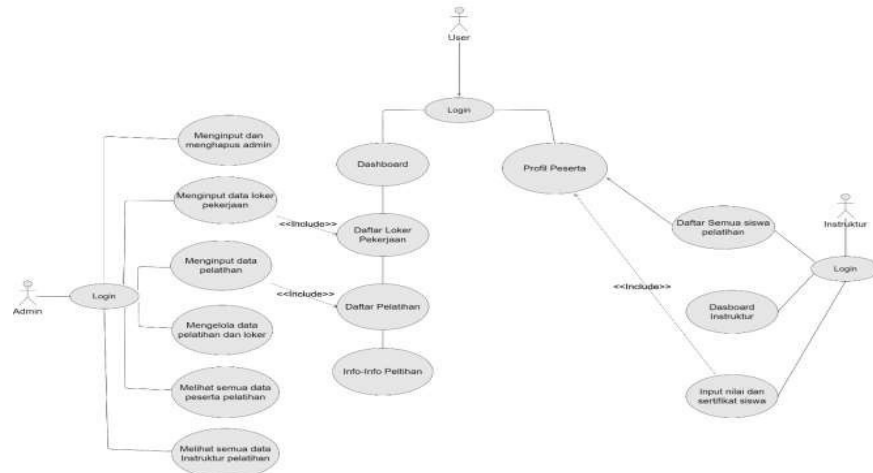 User
Login
Menginput dan
menghapus admin
Dashboard
Profil Peserta
Menginput data loker
pekerjaan
<<Include>>
Daftar Loker
Pekerjaan
Daftar Semua siswa
pelatihan
Instruktur
Menginput data
pelatihan
Login
Admin
Login
<<Include>>
Daftar Pelatihan
<<Include>>
Dasboard
Instruktur
Mengelola data
pelatihan dan loker
Info-Info Peltihan
Melihat semua data
peserta pelatihan
Input nilai dan
sertifikat siswa
Melihat semua data
Instruktur pelatihan